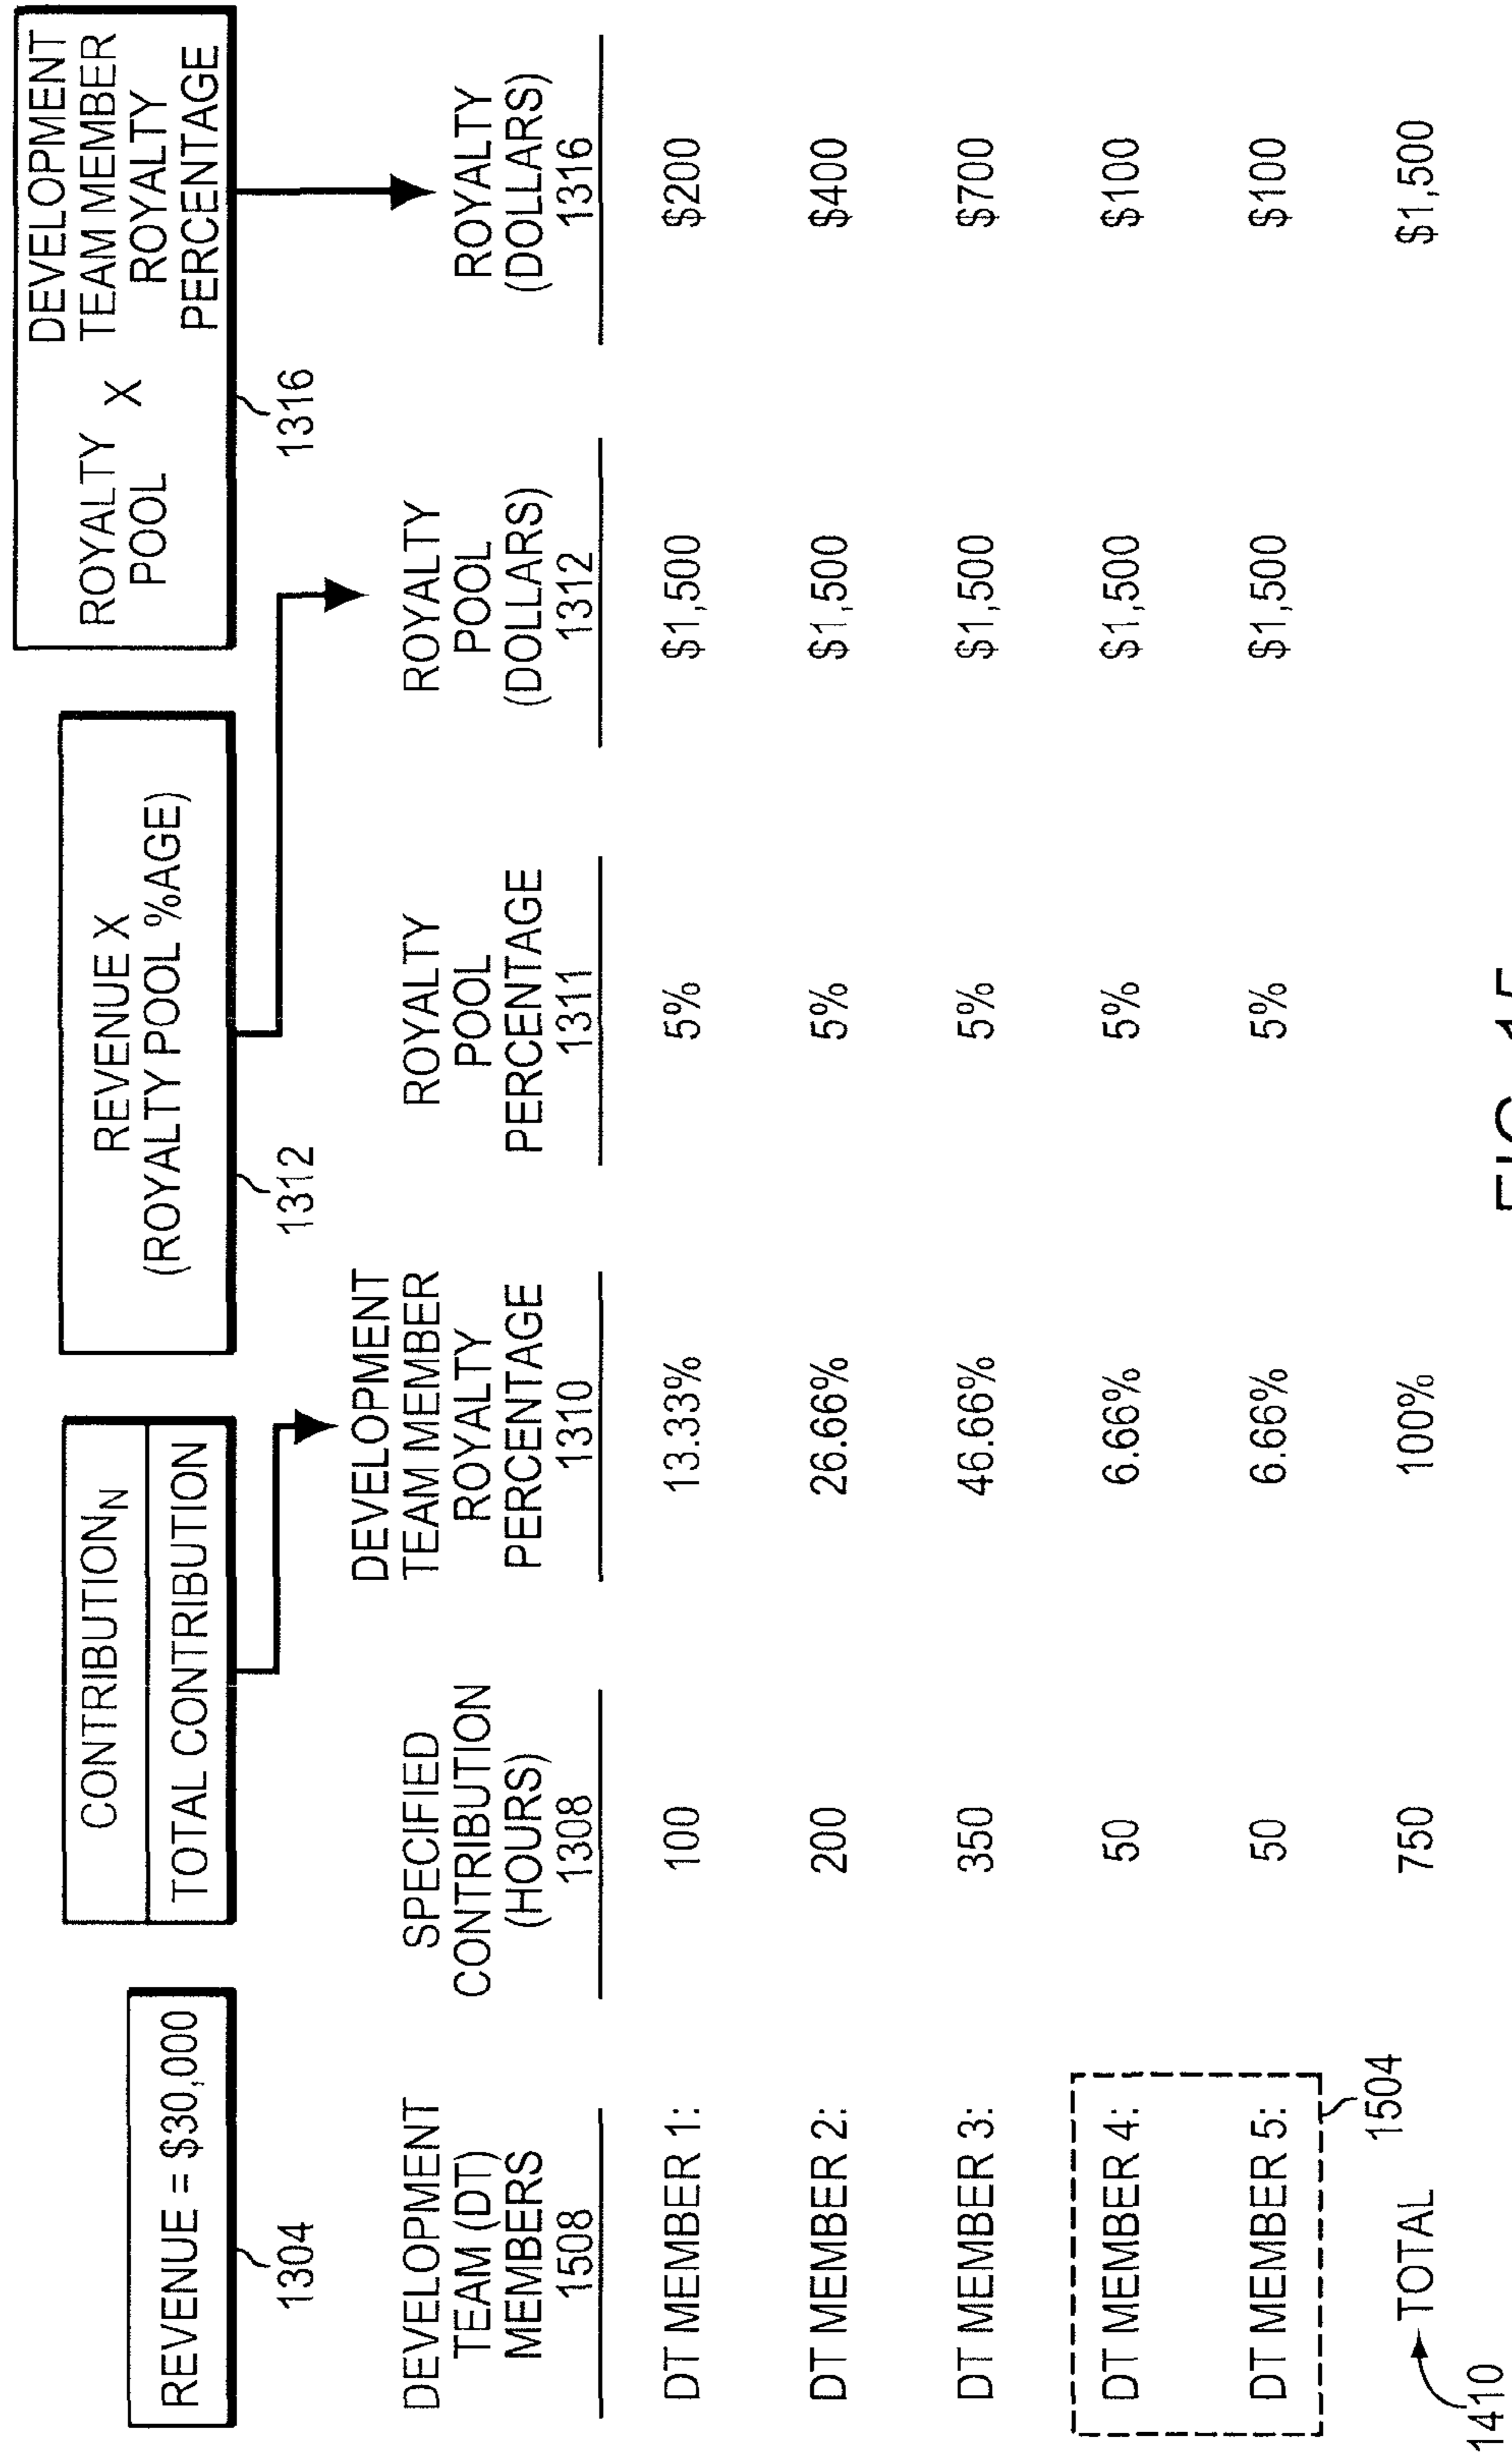 REVENUE = $30,000
1304
CONTRIBUTION N
TOTAL CONTRIBUTION
REVENUE X
(ROYALTY POOL %AGE)
1312
ROYALTY POOL X DEVELOPMENT TEAM MEMBER ROYALTY PERCENTAGE
1316
DEVELOPMENT
TEAM (DT)
MEMBERS
1508
SPECIFIED
CONTRIBUTION
(HOURS)
1308
DEVELOPMENT
TEAM MEMBER
ROYALTY
PERCENTAGE
1310
ROYALTY
POOL
PERCENTAGE
1311
ROYALTY
POOL
(DOLLARS)
1312
ROYALTY
(DOLLARS)
1316
DT MEMBER 1: 100 13.33% 5% $1,500 $200
DT MEMBER 2: 200 26.66% 5% $1,500 $400
DT MEMBER 3: 350 46.66% 5% $1,500 $700
DT MEMBER 4: 50 6.66% 5% $1,500 $100
DT MEMBER 5: 50 6.66% 5% $1,500 $100
1504
TOTAL 750 100% $1,500
1410